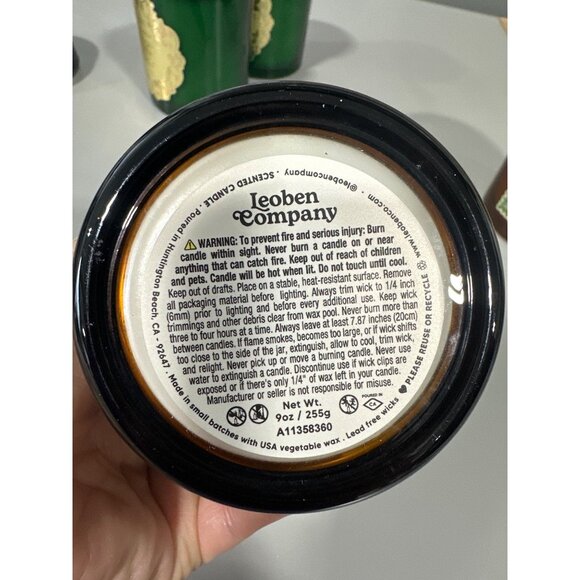 Leoben
Company
WARNING: To prevent fire and serious injury: Burn
candle within sight. Never burn a candle on or near
anything that can catch fire. Keep out of reach of children
and pets. Candle will be hot when lit. Do not touch until cool.
Keep out of drafts. Place on a stable, heat-resistant surface. Remove
all packaging material before lighting. Always trim wick to 1/4 inch
(6mm) prior to lighting and before every additional use. Keep wick
trimmings and other debris clear from wax pool. Never burn more than
three to four hours at a time. Always leave at least 7.87 inches (20cm)
between candles. If flame smokes, becomes too large, or if wick shifts
too close to the side of the jar, extinguish, allow to cool, trim wick,
and relight. Never pick up or move a burning candle. Never use
water to extinguish a candle. Discontinue use if wick clips are
exposed or if there's only 1/4" of wax left in your candle.
Manufacturer or seller is not responsible for misuse.
Net Wt.
9oz / 255g
A11358360
POURED IN
CA
@leobencompany . SCENTED CANDLE . Poured in Hunnington Beach, CA . 92647 . Made in small batches with USA vegetable wax . Lead free wicks
PLEASE REUSE OR RECYCLE
www.leobenco.com